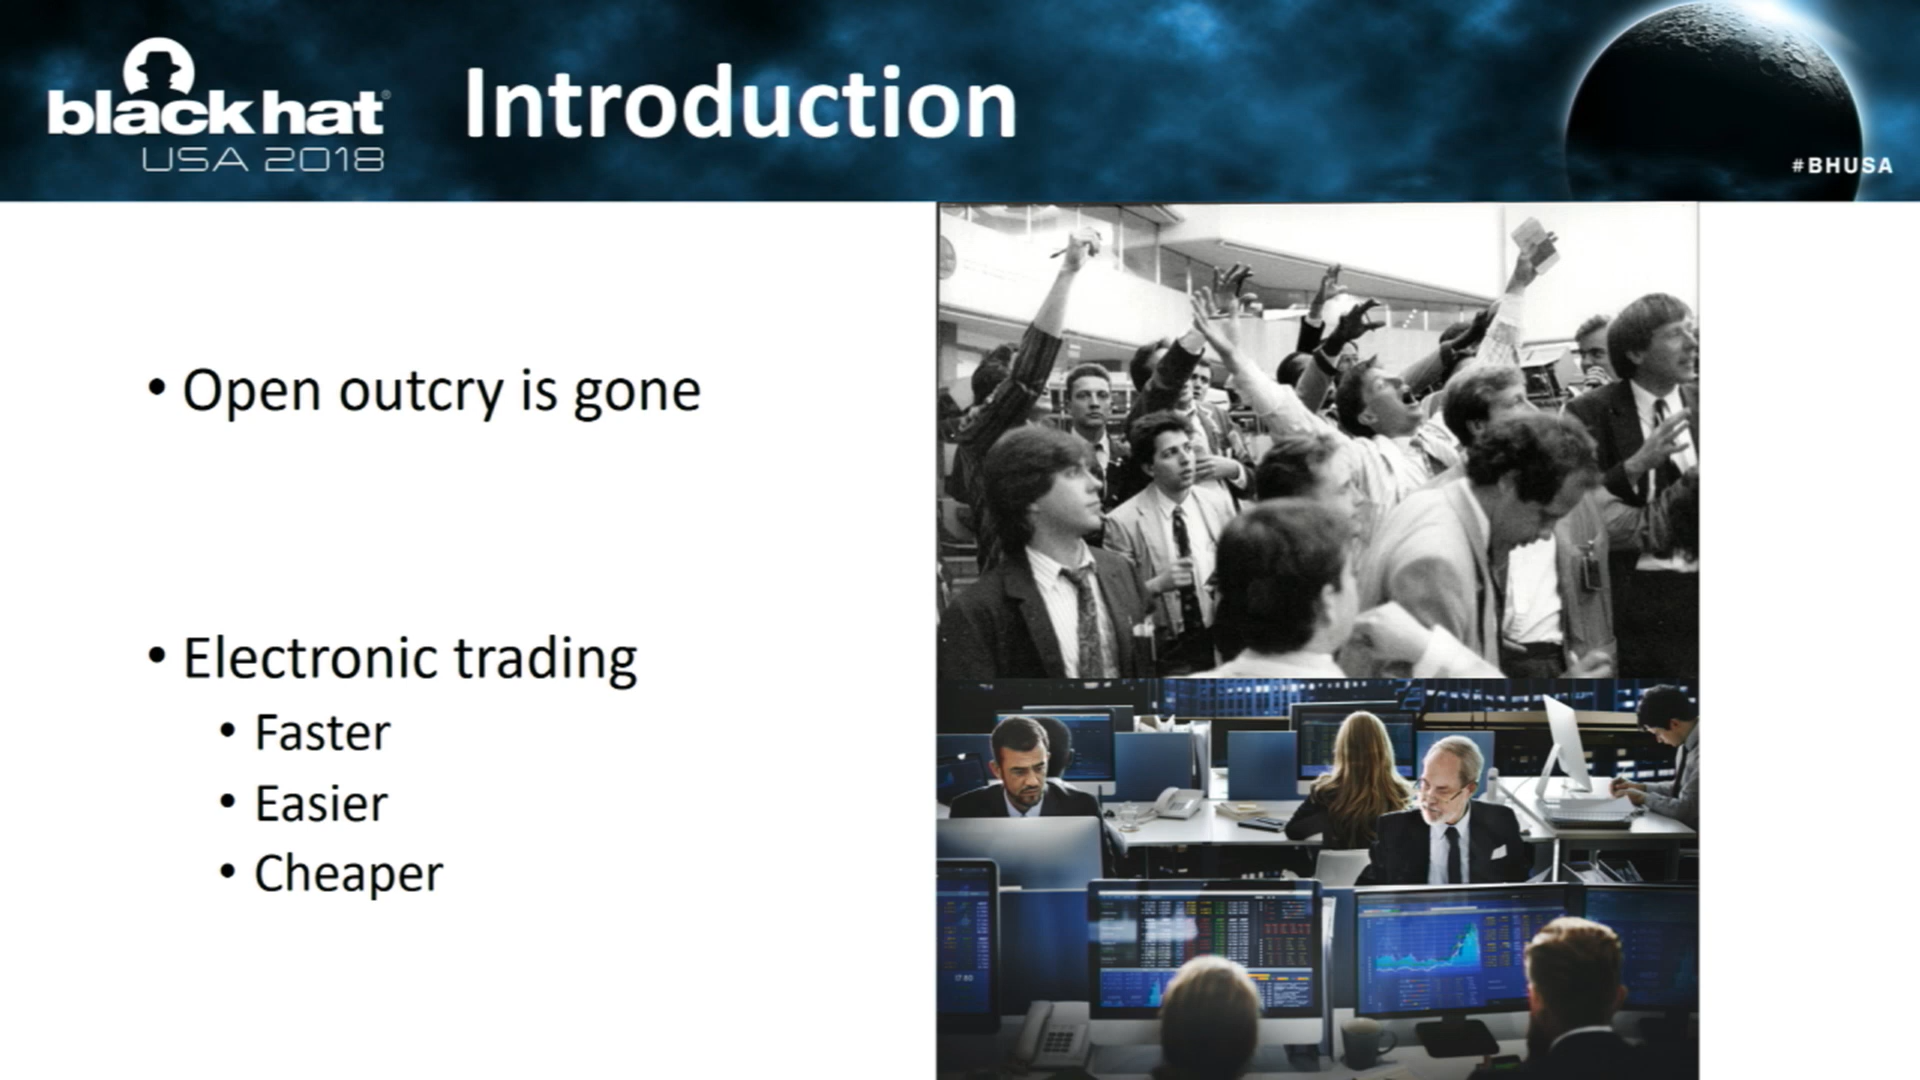 black hat®
USA 2018
Introduction
#BHUSA
• Open outcry is gone
• Electronic trading
• Faster
• Easier
• Cheaper